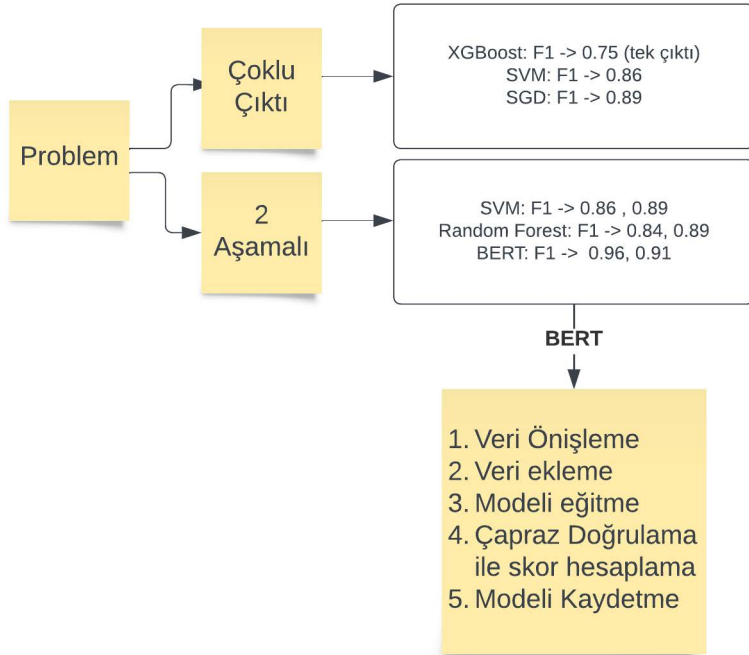 Problem
Çoklu
Çıktı
XGBoost: F1 -> 0.75 (tek çıktı)
SVM: F1 -> 0.86
SGD: F1 -> 0.89
2
Aşamalı
SVM: F1 -> 0.86 , 0.89
Random Forest: F1 -> 0.84, 0.89
BERT: F1 -> 0.96, 0.91
BERT
1. Veri Önişleme
2. Veri ekleme
3. Modeli eğitme
4. Çapraz Doğrulama
ile skor hesaplama
5. Modeli Kaydetme